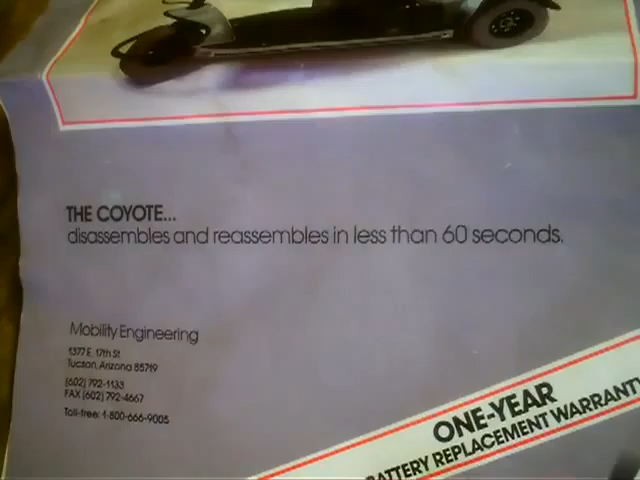 THE COYOTE...
disassembles and reassembles in less than 60 seconds.
Mobility Engineering
1377 E. 17th St
Tucson, Arizona 85719
(602) 792-1133
FAX (602) 792-4667
Toll-free: 1-800-666-9005
ONE-YEAR
BATTERY REPLACEMENT WARRANTY